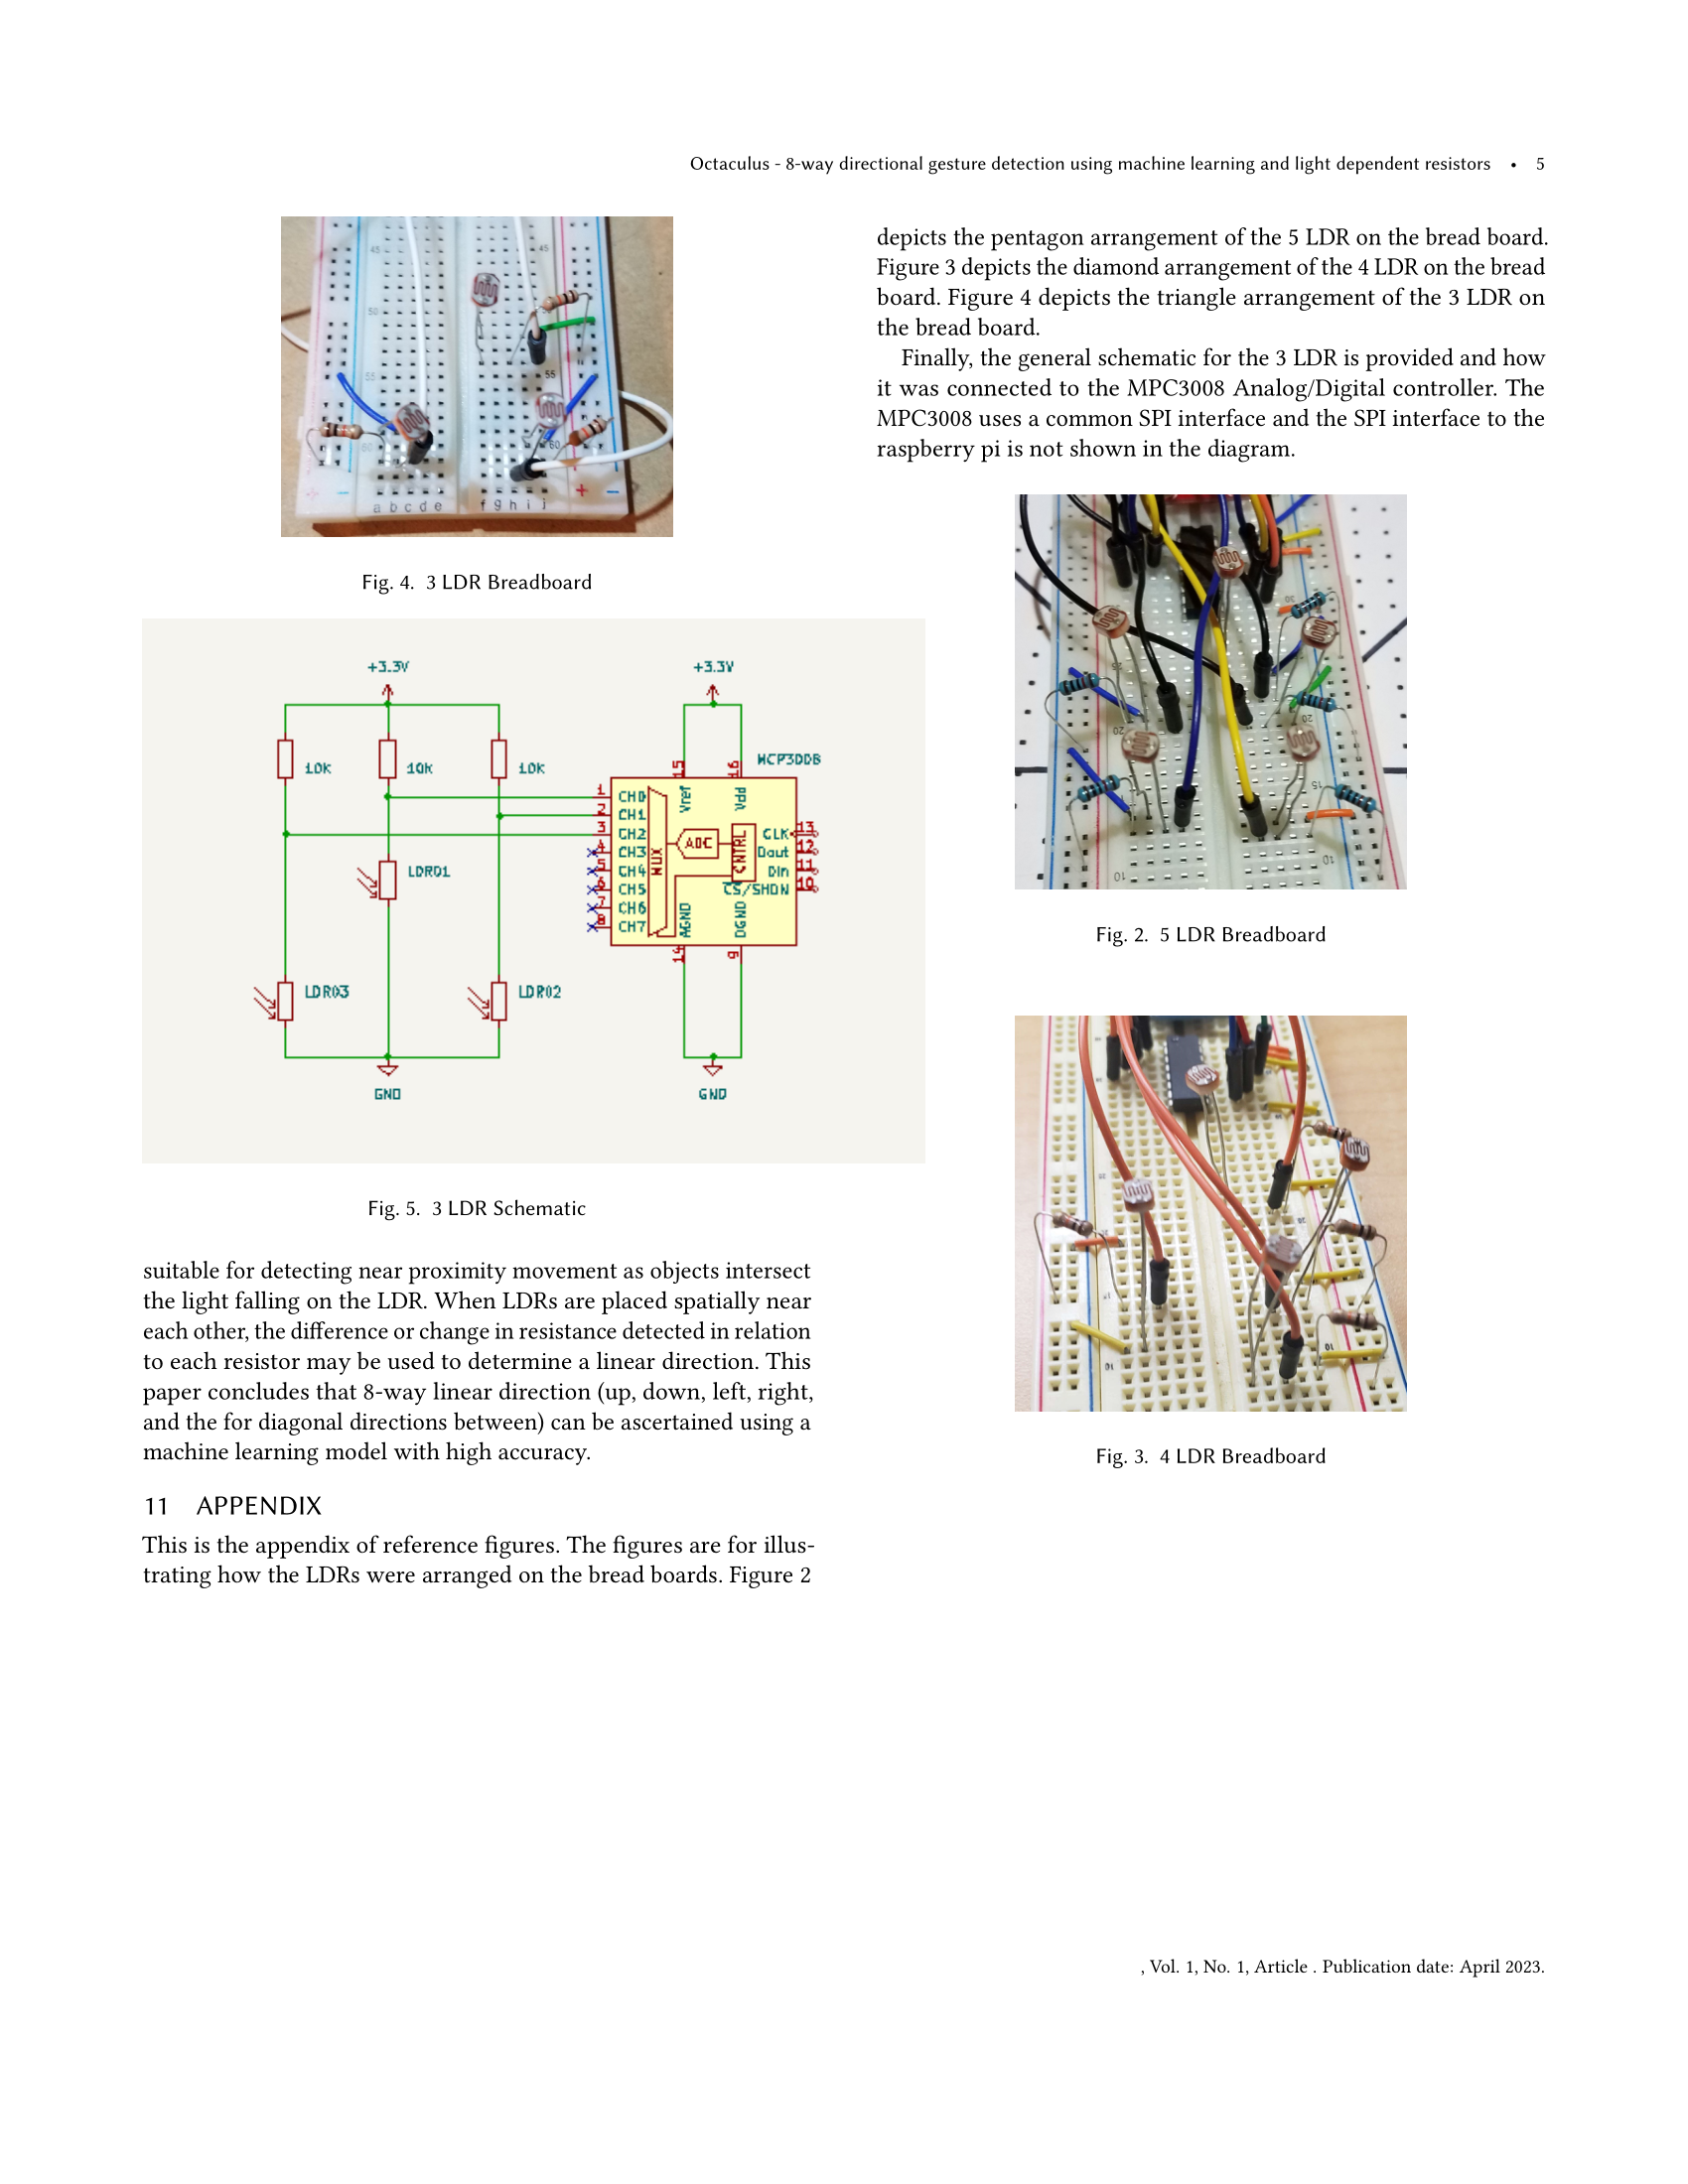 Octaculus - 8-way directional gesture detection using machine learning and light dependent resistors • 5
45
45
50
55
55
60
60
+
−
a b c d e
f g h i j
+
−
Fig. 4. 3 LDR Breadboard
+3.3V
+3.3V
10k
10k
10k
MCP3008
15
16
Vref
Vdd
1
CH0
2
CH1
3
CH2
4
CH3
5
CH4
6
CH5
7
CH6
8
CH7
MUX
ADC
CNTRL
CLK
13
Dout
12
Din
11
CS/SHDN
10
AGND
DGND
14
9
LDR01
LDR03
LDR02
GND
GND
Fig. 5. 3 LDR Schematic
suitable for detecting near proximity movement as objects intersect
the light falling on the LDR. When LDRs are placed spatially near
each other, the difference or change in resistance detected in relation
to each resistor may be used to determine a linear direction. This
paper concludes that 8-way linear direction (up, down, left, right,
and the for diagonal directions between) can be ascertained using a
machine learning model with high accuracy.
11 APPENDIX
This is the appendix of reference figures. The figures are for illus-
trating how the LDRs were arranged on the bread boards. Figure 2
depicts the pentagon arrangement of the 5 LDR on the bread board.
Figure 3 depicts the diamond arrangement of the 4 LDR on the bread
board. Figure 4 depicts the triangle arrangement of the 3 LDR on
the bread board.
Finally, the general schematic for the 3 LDR is provided and how
it was connected to the MPC3008 Analog/Digital controller. The
MPC3008 uses a common SPI interface and the SPI interface to the
raspberry pi is not shown in the diagram.
30
25
20
20
15
10
10
Fig. 2. 5 LDR Breadboard
10
10
Fig. 3. 4 LDR Breadboard
, Vol. 1, No. 1, Article . Publication date: April 2023.